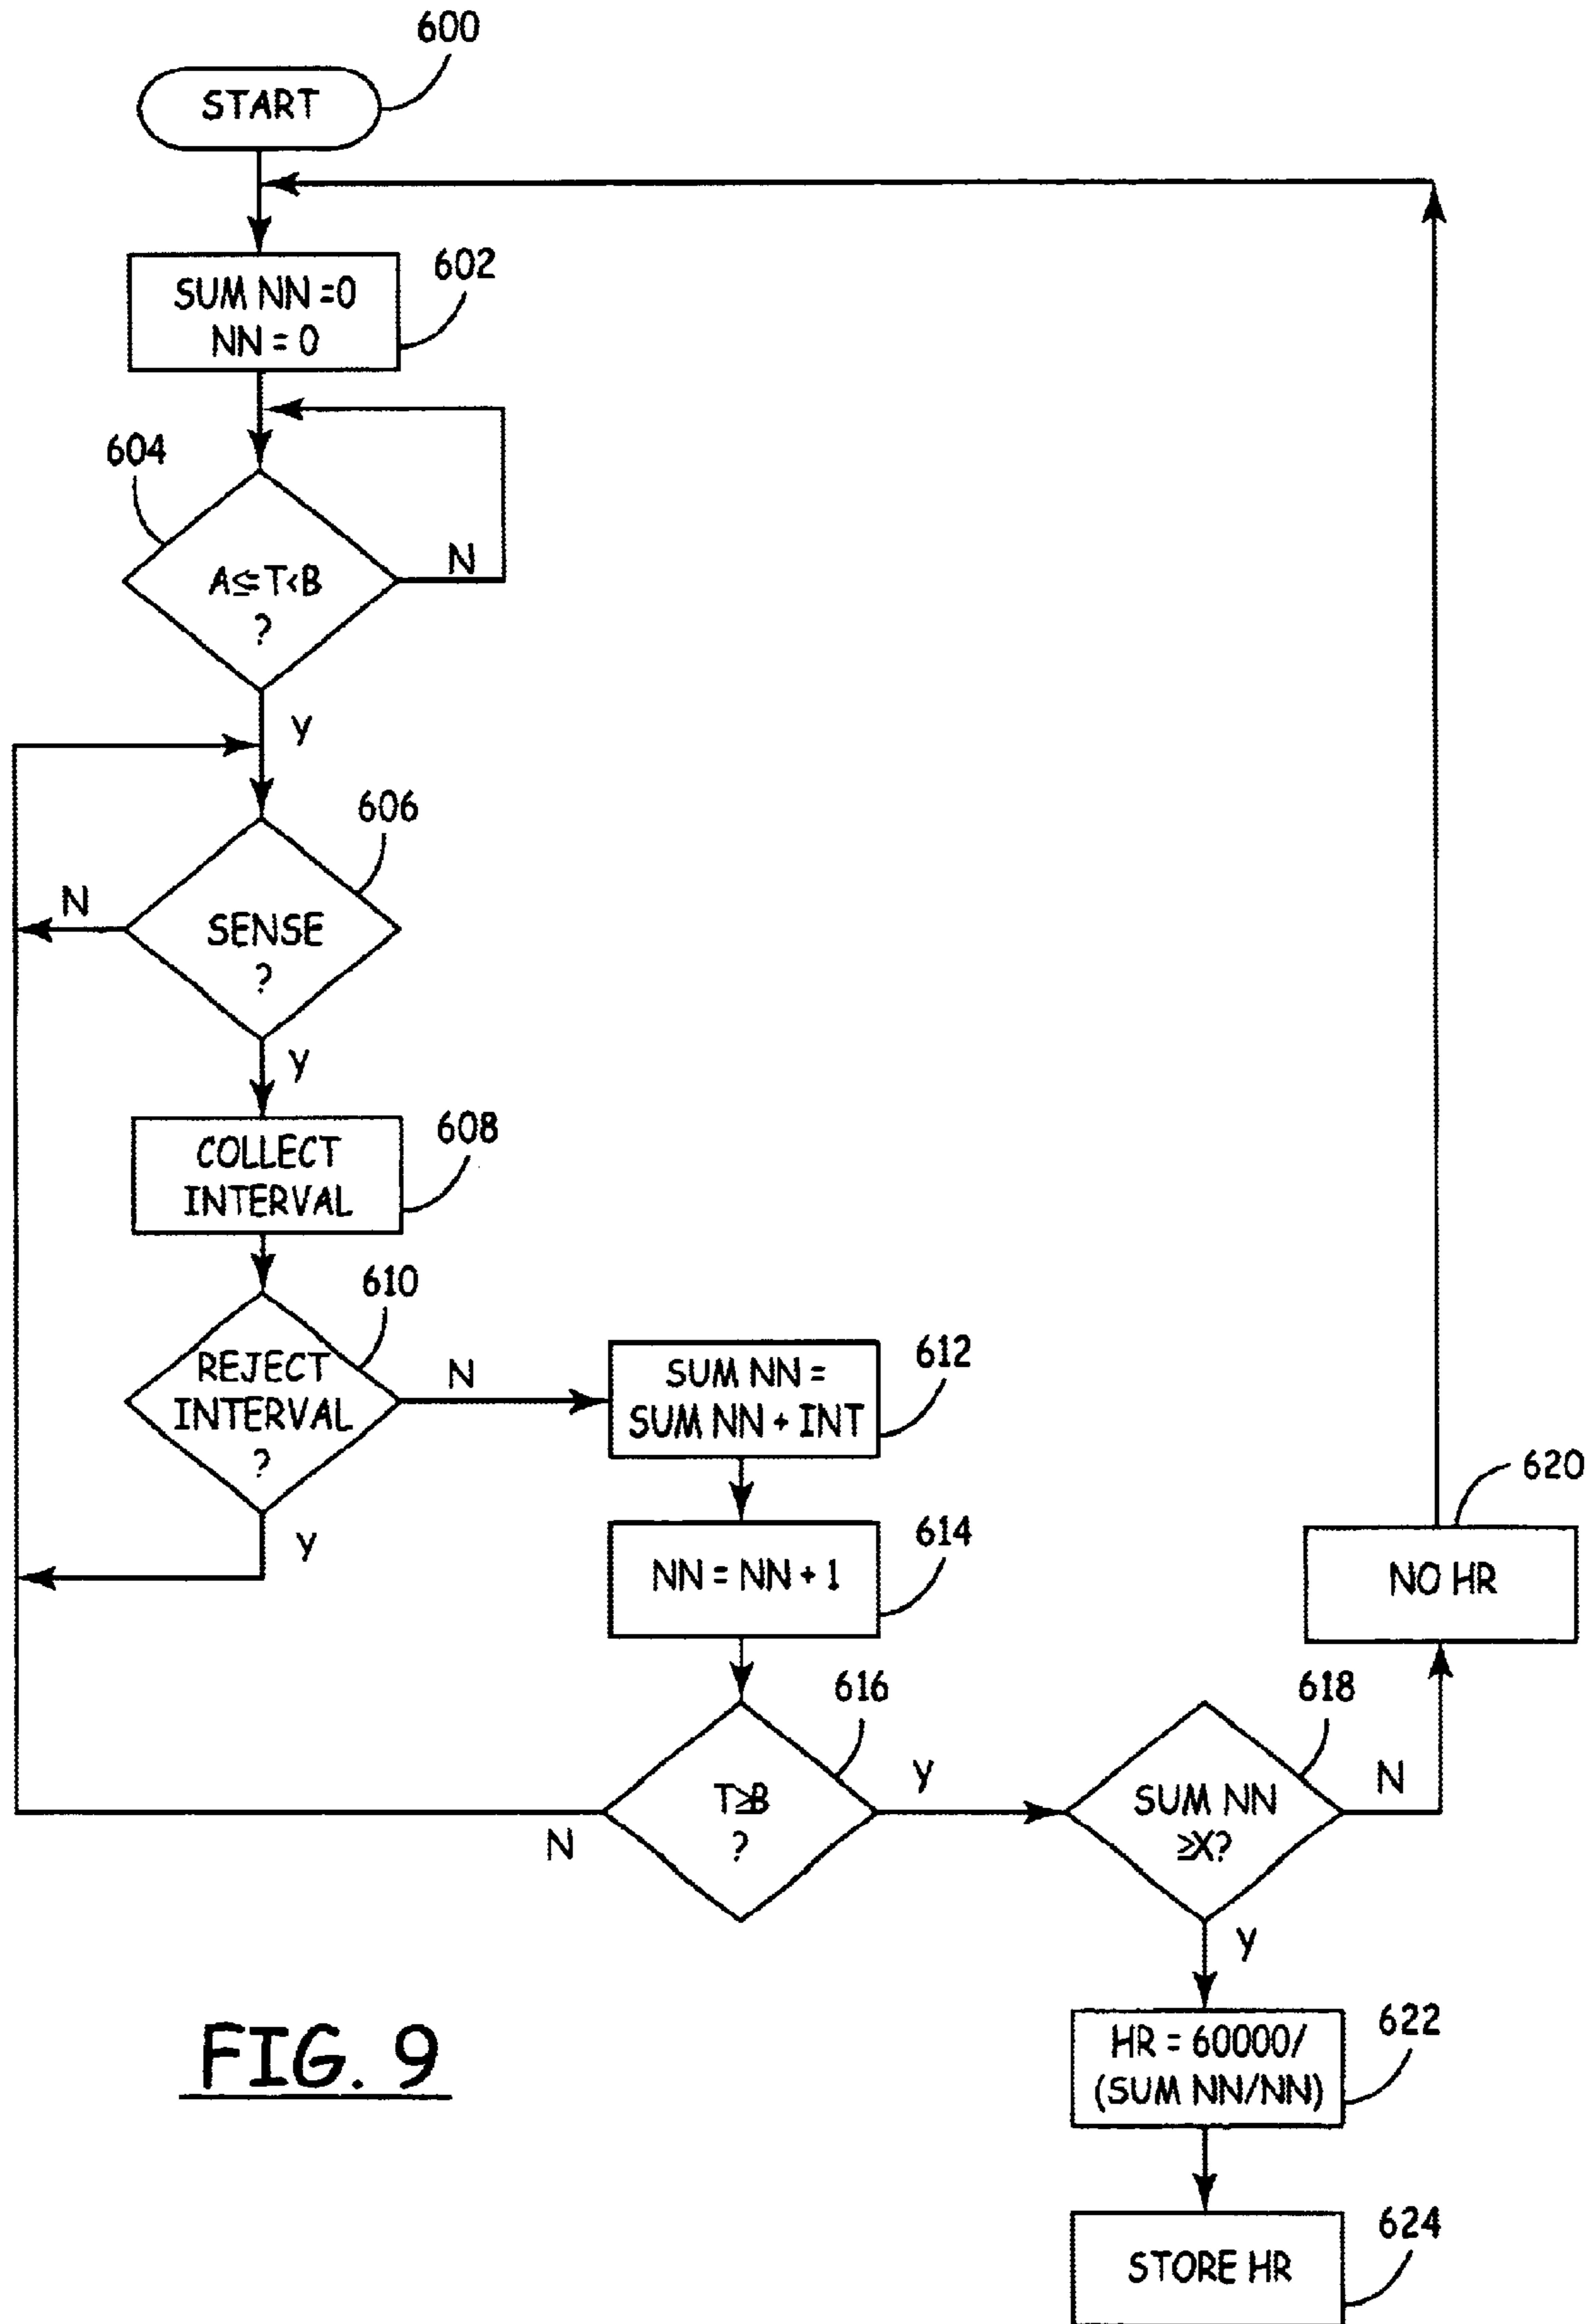 600
START
602
SUM NN =0
NN = 0
604
A≤T<B
?
N
Y
606
N
SENSE
?
Y
608
COLLECT
INTERVAL
610
REJECT
INTERVAL
?
N
Y
612
SUM NN =
SUM NN + INT
614
NN = NN + 1
616
T≥B
?
N
Y
618
SUM NN
≥X?
N
620
NO HR
Y
622
HR = 60000/
(SUM NN/NN)
624
STORE HR
FIG. 9